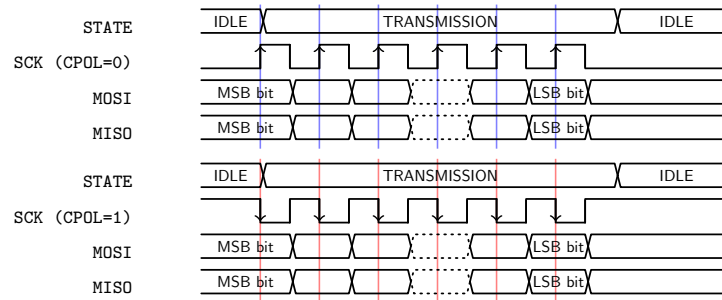 STATE IDLE TRANSMISSION IDLE
SCK (CPOL=0)
MOSI MSB bit LSB bit
MISO MSB bit LSB bit
STATE IDLE TRANSMISSION IDLE
SCK (CPOL=1)
MOSI MSB bit LSB bit
MISO MSB bit LSB bit